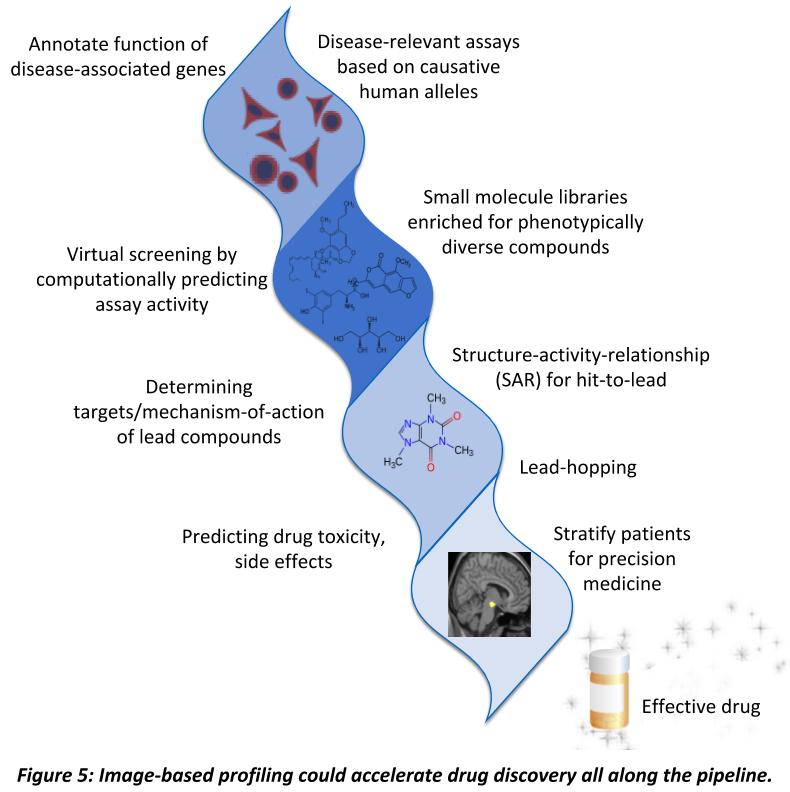 Annotate function of
disease-associated genes
Disease-relevant assays
based on causative
human alleles
Small molecule libraries
enriched for phenotypically
diverse compounds
Virtual screening by
computationally predicting
assay activity
Structure-activity-relationship
(SAR) for hit-to-lead
Determining
targets/mechanism-of-action
of lead compounds
CH₃
N
N
O
N
N
CH₃
H₃C
O
Lead-hopping
Predicting drug toxicity,
side effects
Stratify patients
for precision
medicine
Effective drug
Figure 5: Image-based profiling could accelerate drug discovery all along the pipeline.